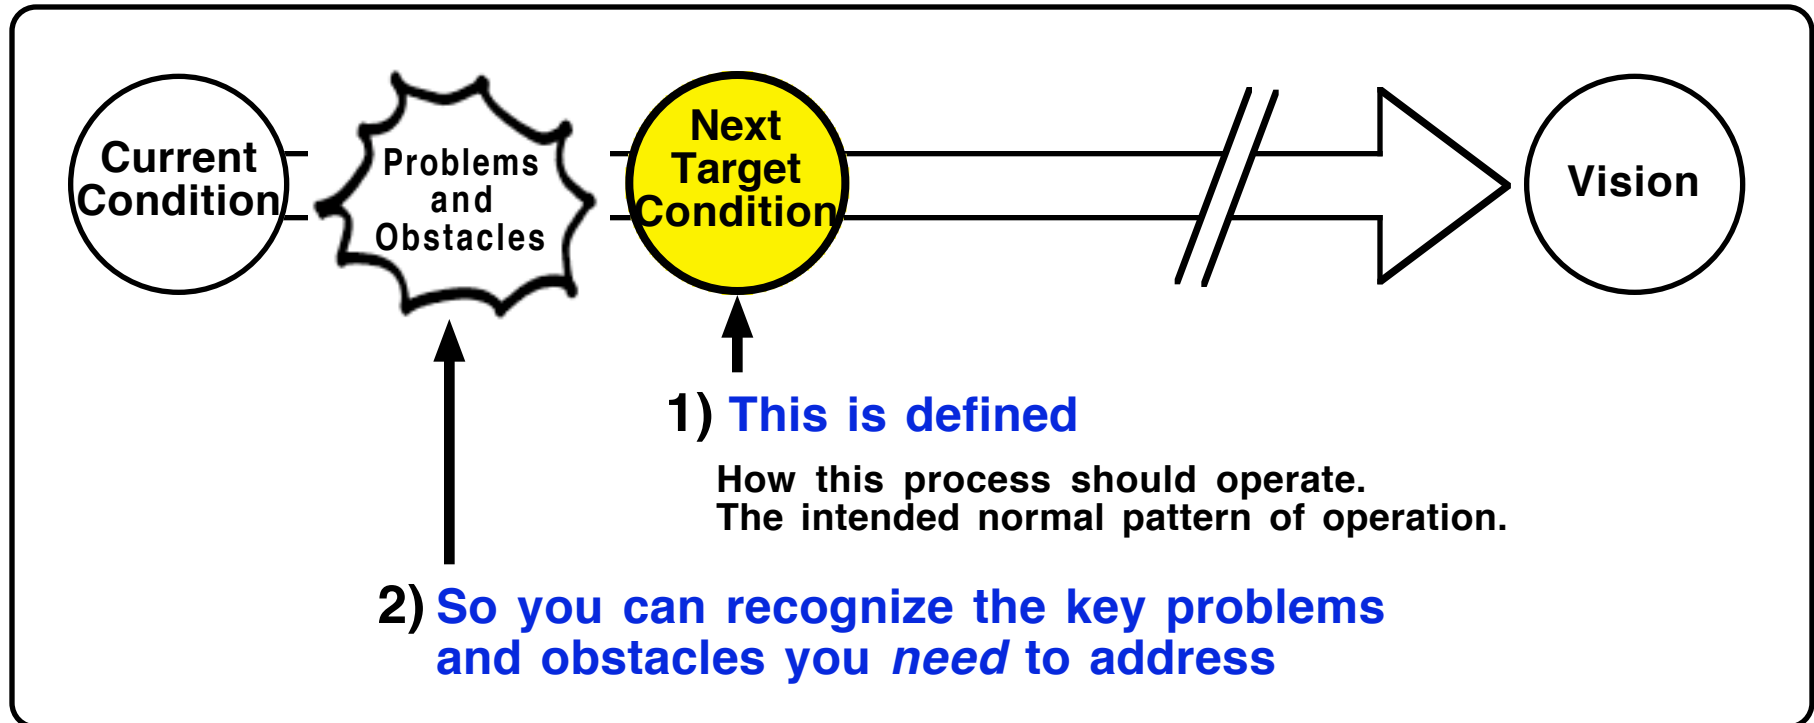 Current
Condition
Problems
and
Obstacles
Next
Target
Condition
Vision
1) This is defined
How this process should operate.
The intended normal pattern of operation.
2) So you can recognize the key problems
and obstacles you need to address